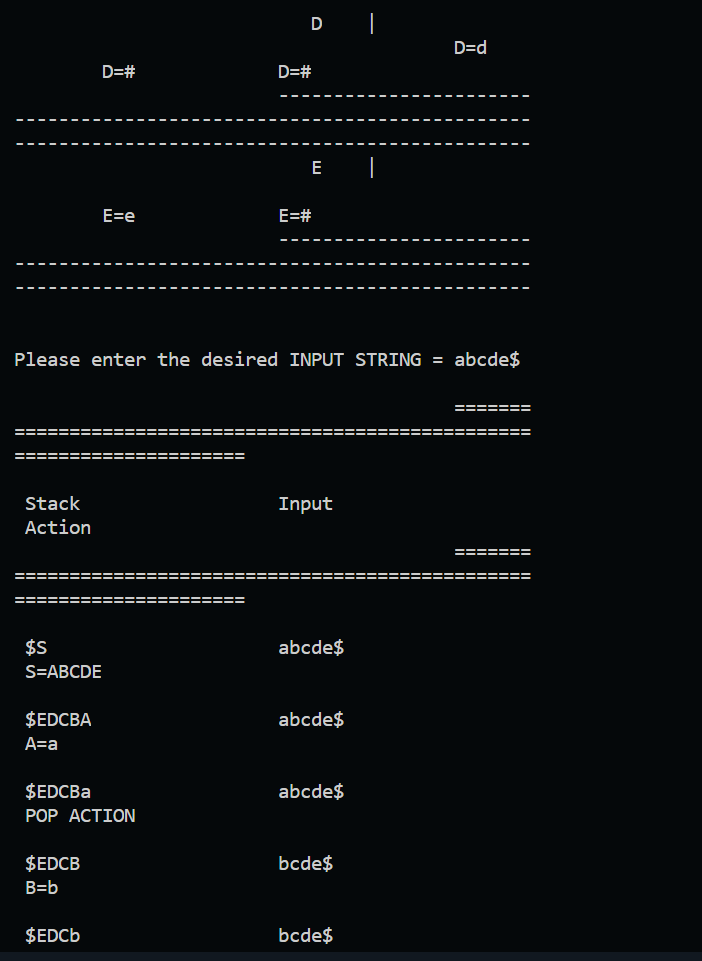 D    |
D=d
D=#             D=#
-----------------------
-----------------------------------------------
-----------------------------------------------
E    |
E=e             E=#
-----------------------
-----------------------------------------------
-----------------------------------------------
Please enter the desired INPUT STRING = abcde$
=======
===============================================
=====================
Stack                  Input
Action
=======
===============================================
=====================
$S                     abcde$
S=ABCDE
$EDCBA                 abcde$
A=a
$EDCBa                 abcde$
POP ACTION
$EDCB                  bcde$
B=b
$EDCb                  bcde$